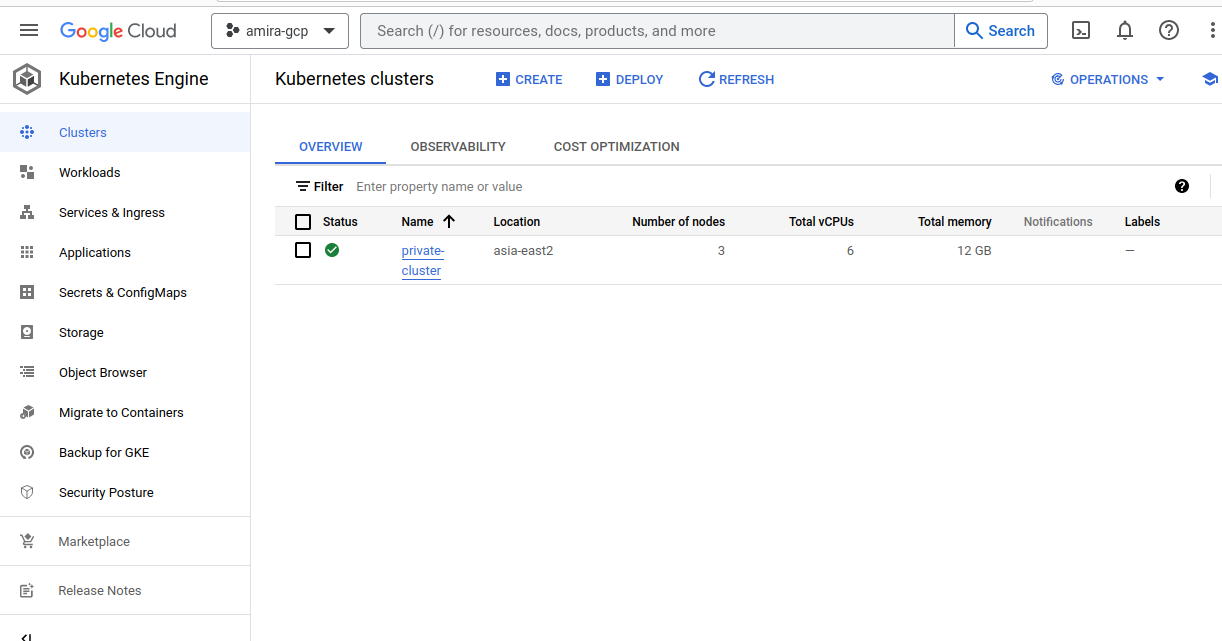 Google Cloud amira-gcp Search (/) for resources, docs, products, and more Search
Kubernetes Engine Kubernetes clusters CREATE DEPLOY REFRESH OPERATIONS
Clusters
Workloads
Services & Ingress
Applications
Secrets & ConfigMaps
Storage
Object Browser
Migrate to Containers
Backup for GKE
Security Posture
Marketplace
Release Notes
OVERVIEW OBSERVABILITY COST OPTIMIZATION
Filter Enter property name or value
Status Name Location Number of nodes Total vCPUs Total memory Notifications Labels
private- asia-east2 3 6 12 GB —
cluster